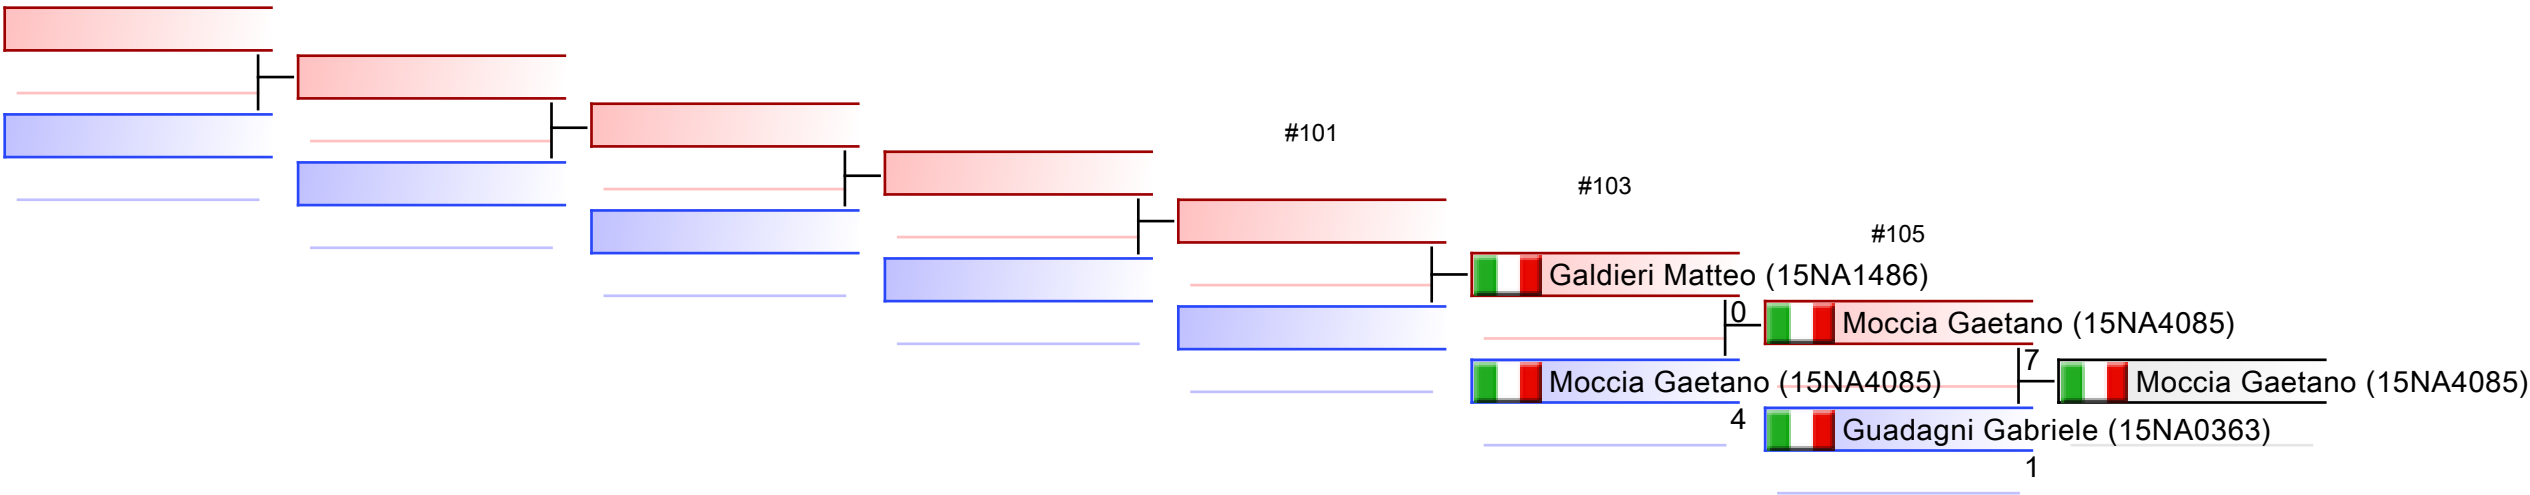 #101
#103
#105
Galdieri Matteo (15NA1486)
0
Moccia Gaetano (15NA4085)
7
Moccia Gaetano (15NA4085)
Moccia Gaetano (15NA4085)
4
Guadagni Gabriele (15NA0363)
1